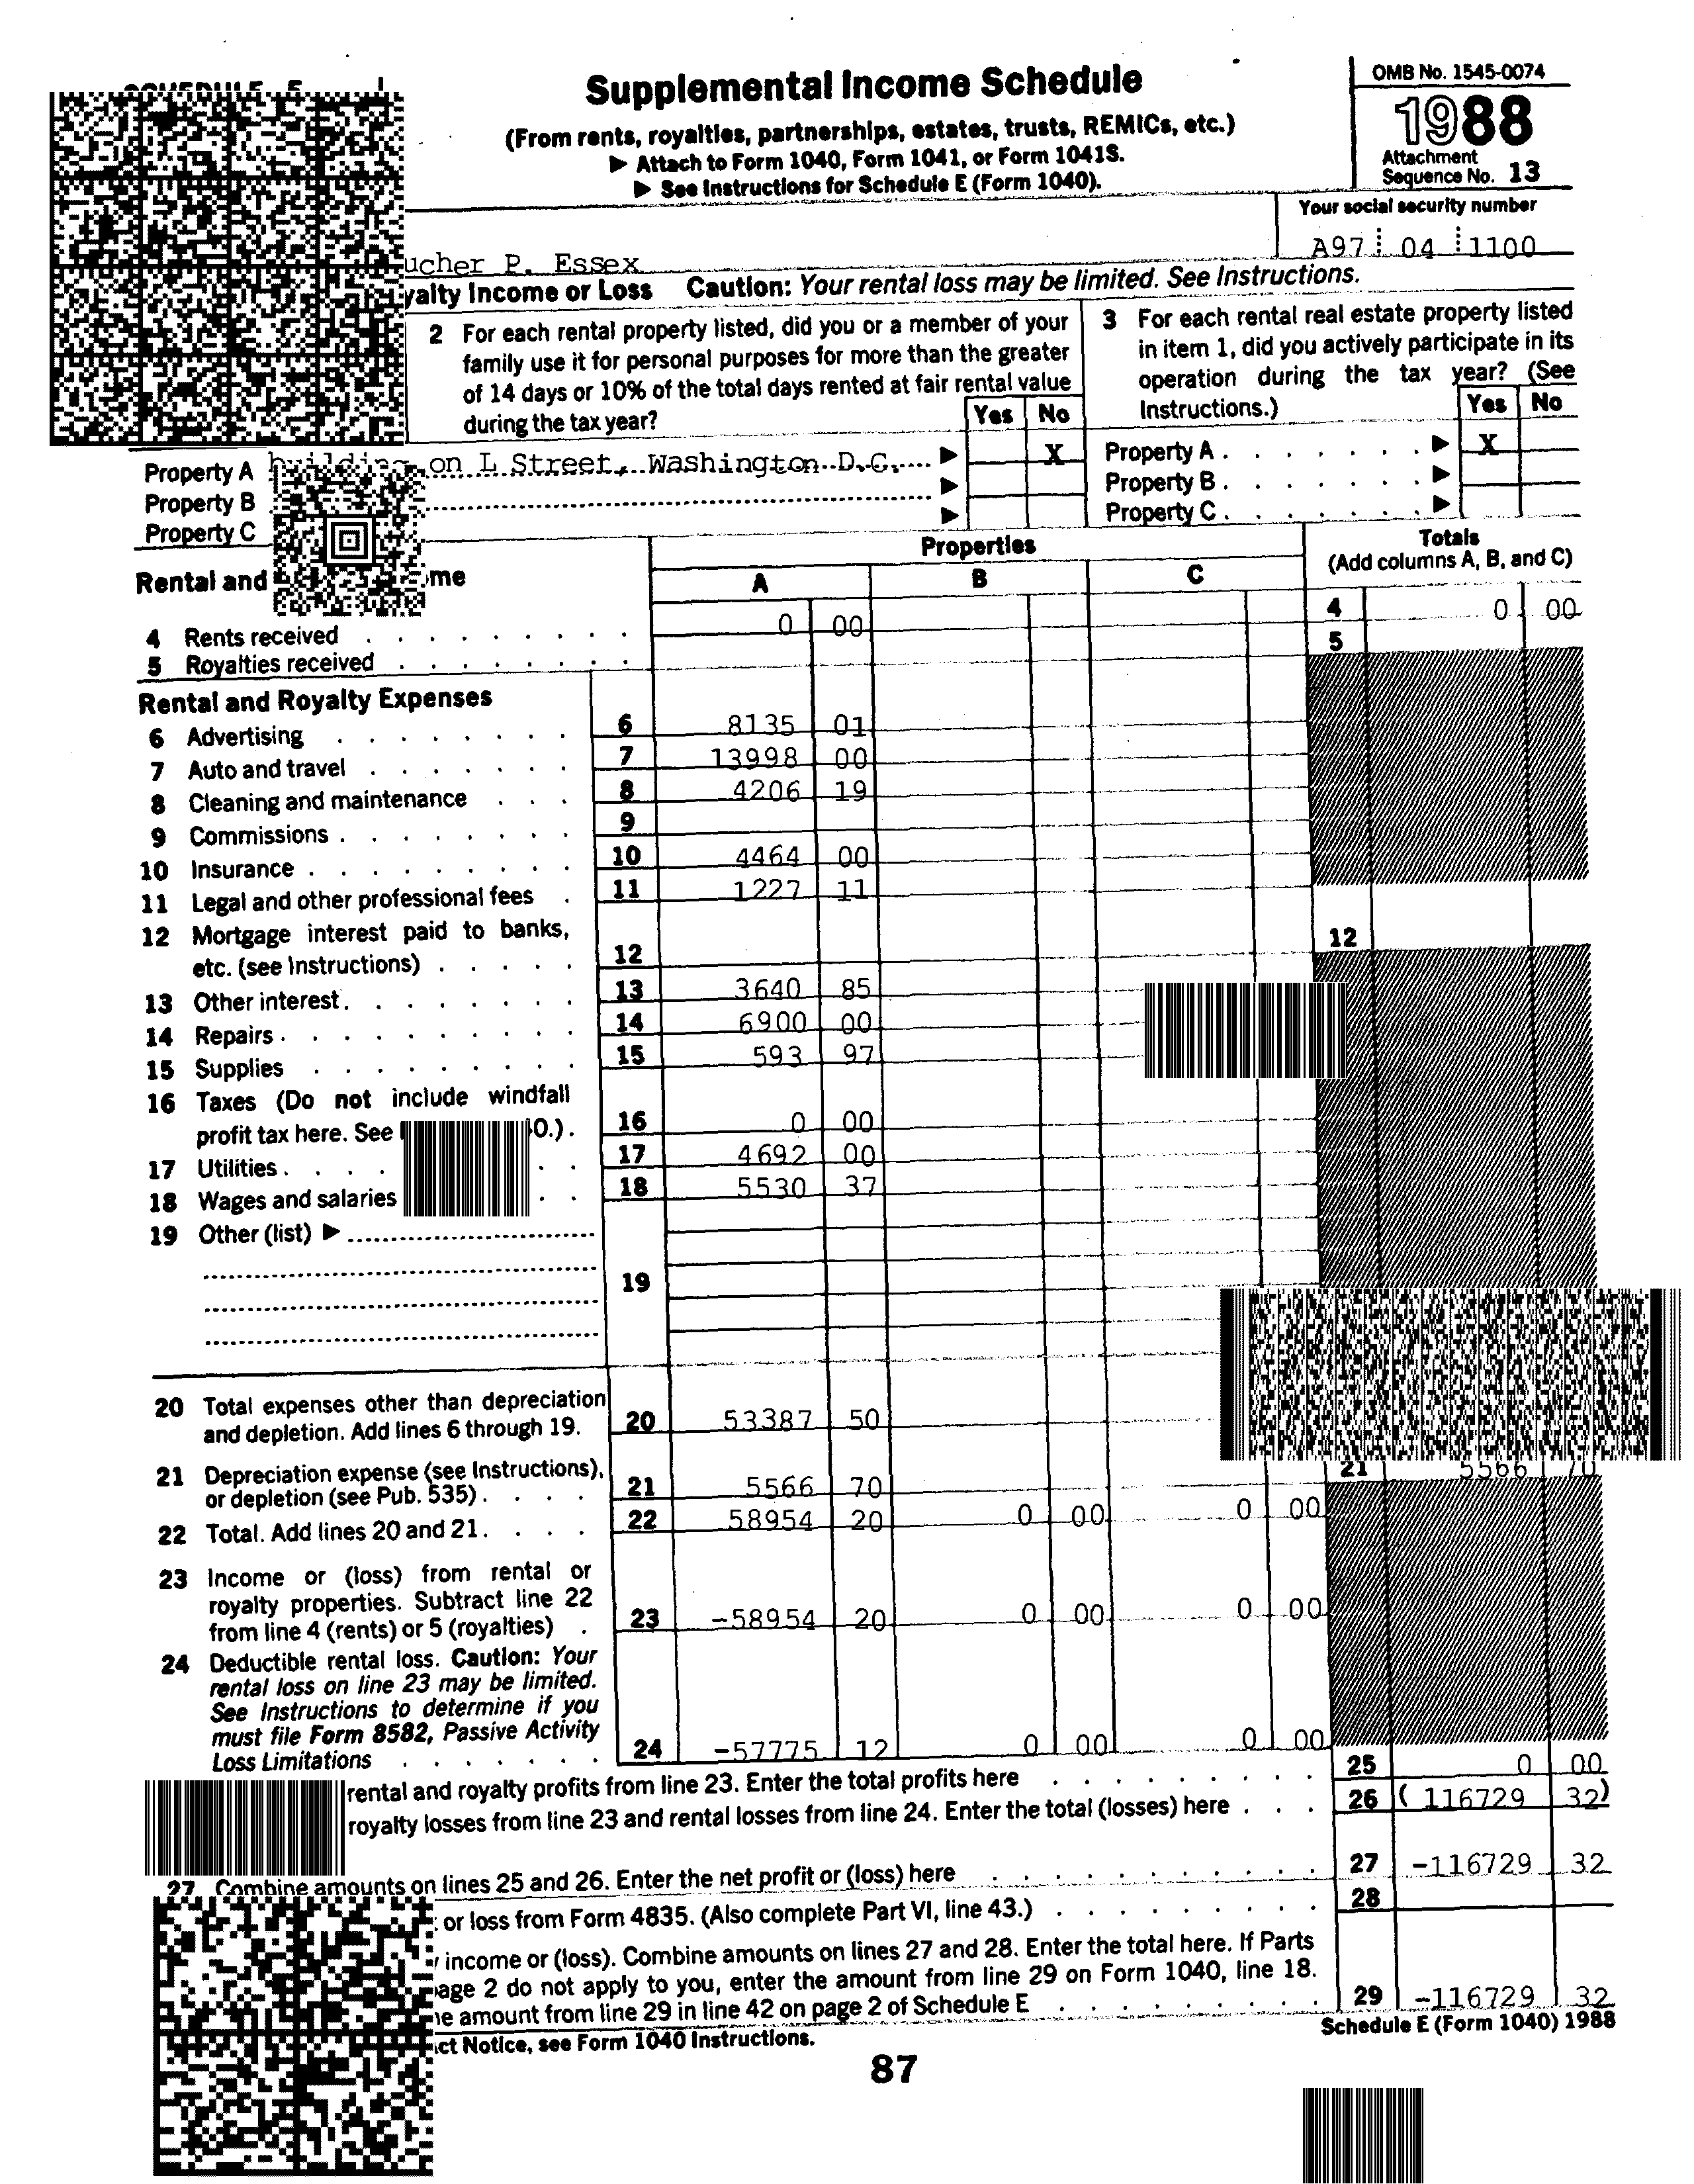 Supplemental Income Schedule
(From rents, royalties, partnerships, estates, trusts, REMICs, etc.)
▶ Attach to Form 1040, Form 1041, or Form 1041S.
▶ See Instructions for Schedule E (Form 1040).
OMB No. 1545-0074
1988
Attachment
Sequence No. 13
Your social security number
P. Essex
A97 04 1100
Income or Loss Caution: Your rental loss may be limited. See Instructions.
2 For each rental property listed, did you or a member of your
family use it for personal purposes for more than the greater
of 14 days or 10% of the total days rented at fair rental value
during the tax year?
Yes No
3 For each rental real estate property listed
in item 1, did you actively participate in its
operation during the tax year? (See
Instructions.)
Yes No
Property A on L Street, Washington D.C. ▶ X Property A . . . . . . . ▶ X
Property B ▶ Property B . . . . . . . ▶
Property C ▶ Property C . . . . . . . ▶
Rental and
Properties
A B C
Totals
(Add columns A, B, and C)
4 Rents received . . . . . . . . . 0 00 4 0 00
5 Royalties received . . . . . . . . 5
Rental and Royalty Expenses
6 Advertising . . . . . . . . 6 8135 01
7 Auto and travel . . . . . . . 7 13998 00
8 Cleaning and maintenance . . . 8 4206 19
9 Commissions . . . . . . . . 9
10 Insurance . . . . . . . . . 10 4464 00
11 Legal and other professional fees . 11 1227 11
12 Mortgage interest paid to banks,
etc. (see Instructions) . . . . . 12 12
13 Other interest . . . . . . . . 13 3640 85
14 Repairs . . . . . . . . . . 14 6900 00
15 Supplies . . . . . . . . . 15 593 97
16 Taxes (Do not include windfall
profit tax here. See 0.) . 16 0 00
17 Utilities . . . . 17 4692 00
18 Wages and salaries . . 18 5530 37
19 Other (list) ▶
19
20 Total expenses other than depreciation
and depletion. Add lines 6 through 19. 20 53387 50
21 Depreciation expense (see Instructions),
or depletion (see Pub. 535) . . . . 21 5566 70 21 5566 70
22 Total. Add lines 20 and 21 . . . . 22 58954 20 0 00 0 00
23 Income or (loss) from rental or
royalty properties. Subtract line 22
from line 4 (rents) or 5 (royalties) . 23 -58954 20 0 00 0 00
24 Deductible rental loss. Caution: Your
rental loss on line 23 may be limited.
See Instructions to determine if you
must file Form 8582, Passive Activity
Loss Limitations . . . . . . . 24 -57775 12 0 00 0 00
rental and royalty profits from line 23. Enter the total profits here . . . . . . . . . 25 0 00
royalty losses from line 23 and rental losses from line 24. Enter the total (losses) here . . . 26 ( 116729 32)
27 Combine amounts on lines 25 and 26. Enter the net profit or (loss) here . . . . . . . . . . . 27 -116729 32
or loss from Form 4835. (Also complete Part VI, line 43.) . . . . . . . . . 28
income or (loss). Combine amounts on lines 27 and 28. Enter the total here. If Parts
2 do not apply to you, enter the amount from line 29 on Form 1040, line 18.
amount from line 29 in line 42 on page 2 of Schedule E . . . . . . . . . 29 -116729 32
Notice, see Form 1040 Instructions.
Schedule E (Form 1040) 1988
87